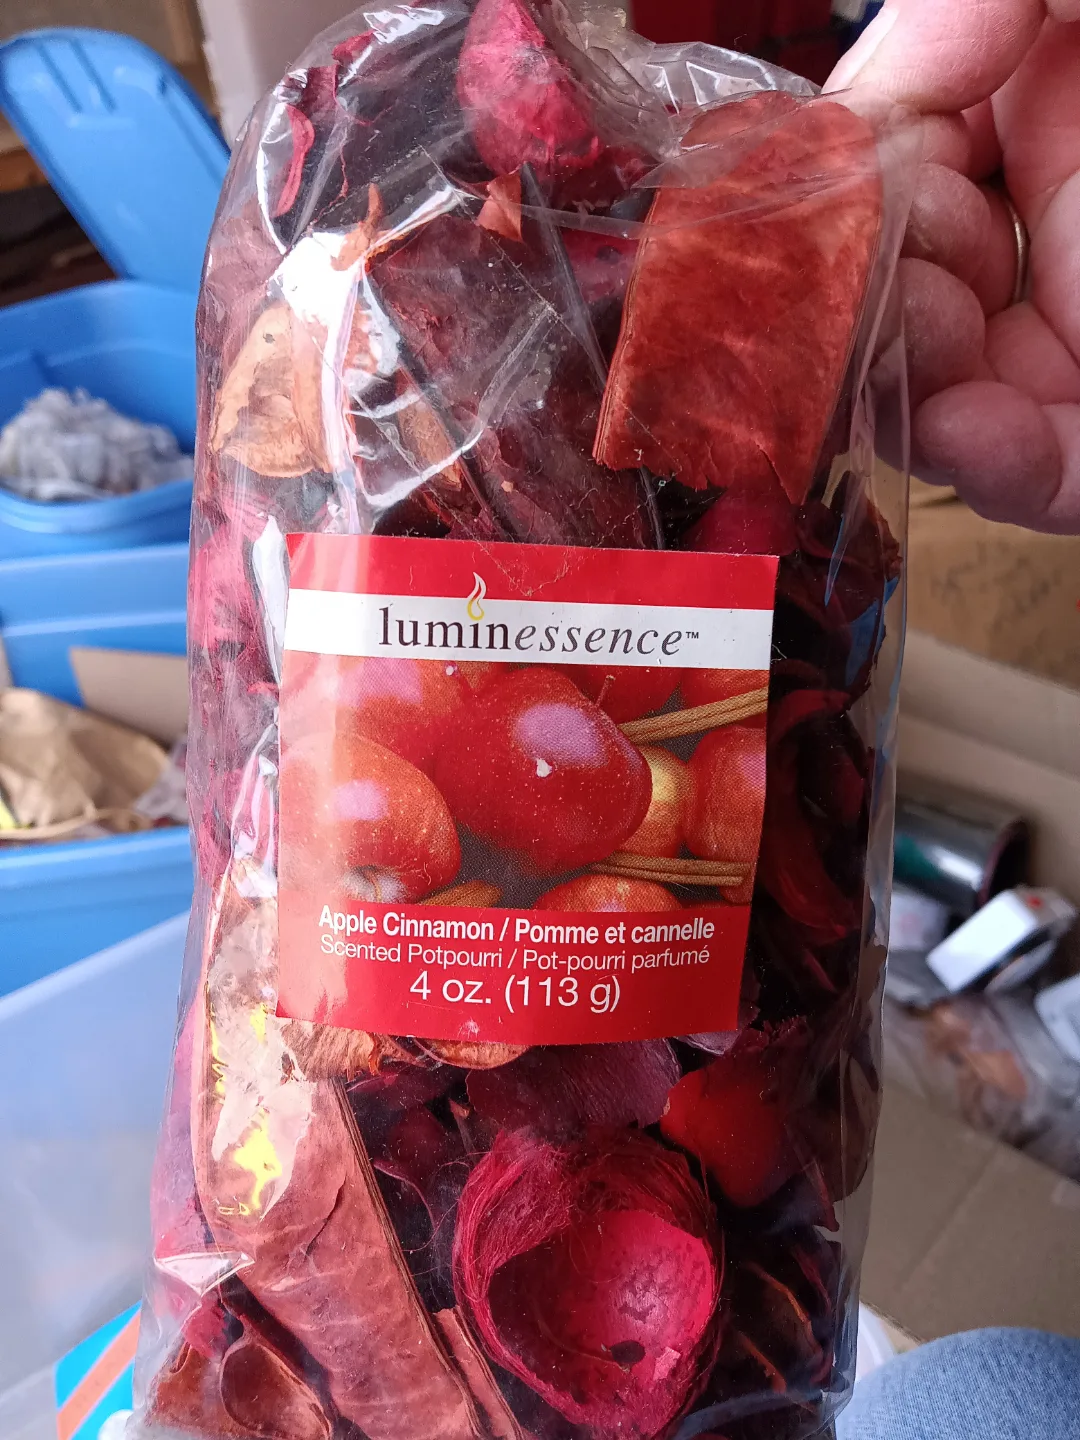 luminessence™
Apple Cinnamon / Pomme et cannelle
Scented Potpourri / Pot-pourri parfumé
4 oz. (113 g)